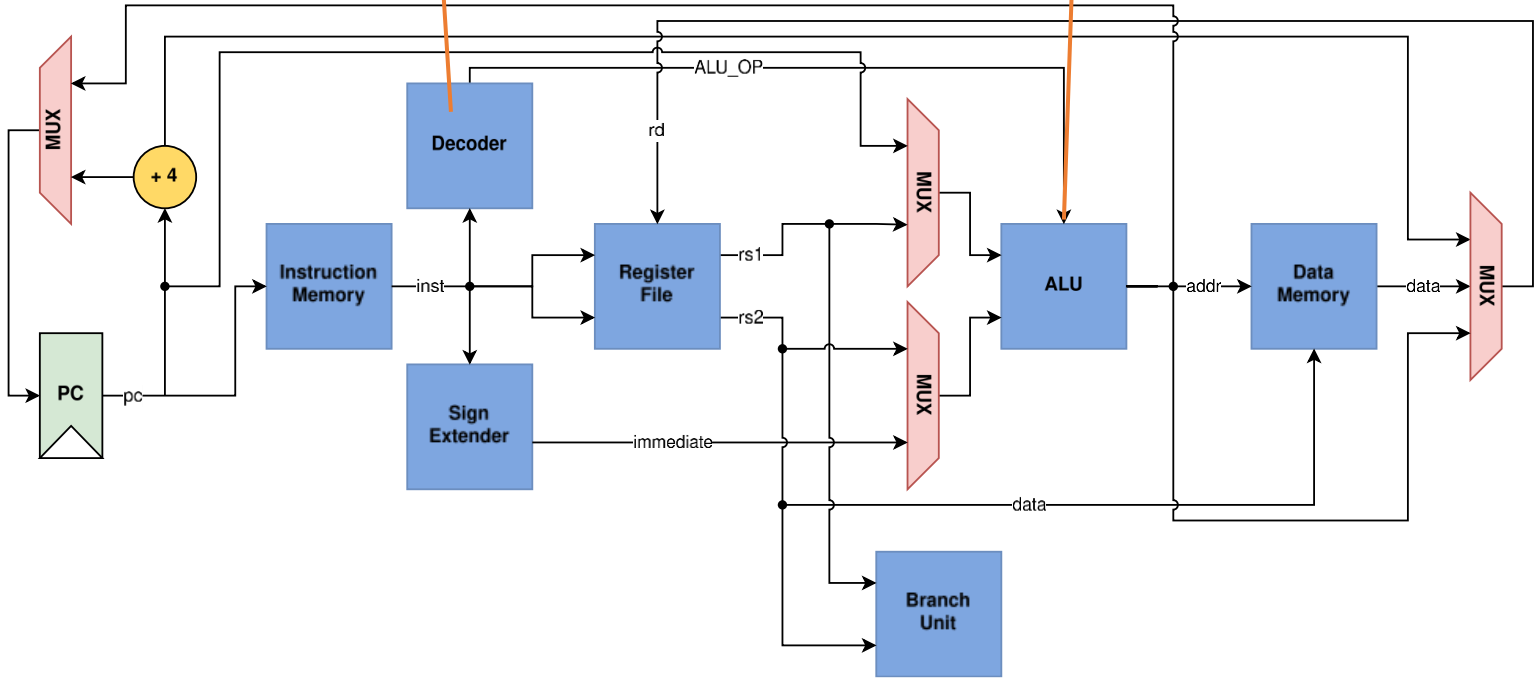 ALU_OP
MUX
+ 4
Decoder
rd
MUX
Instruction
Memory
inst
Register
File
rs1
rs2
ALU
addr
Data
Memory
data
MUX
PC
pc
Sign
Extender
immediate
MUX
data
Branch
Unit